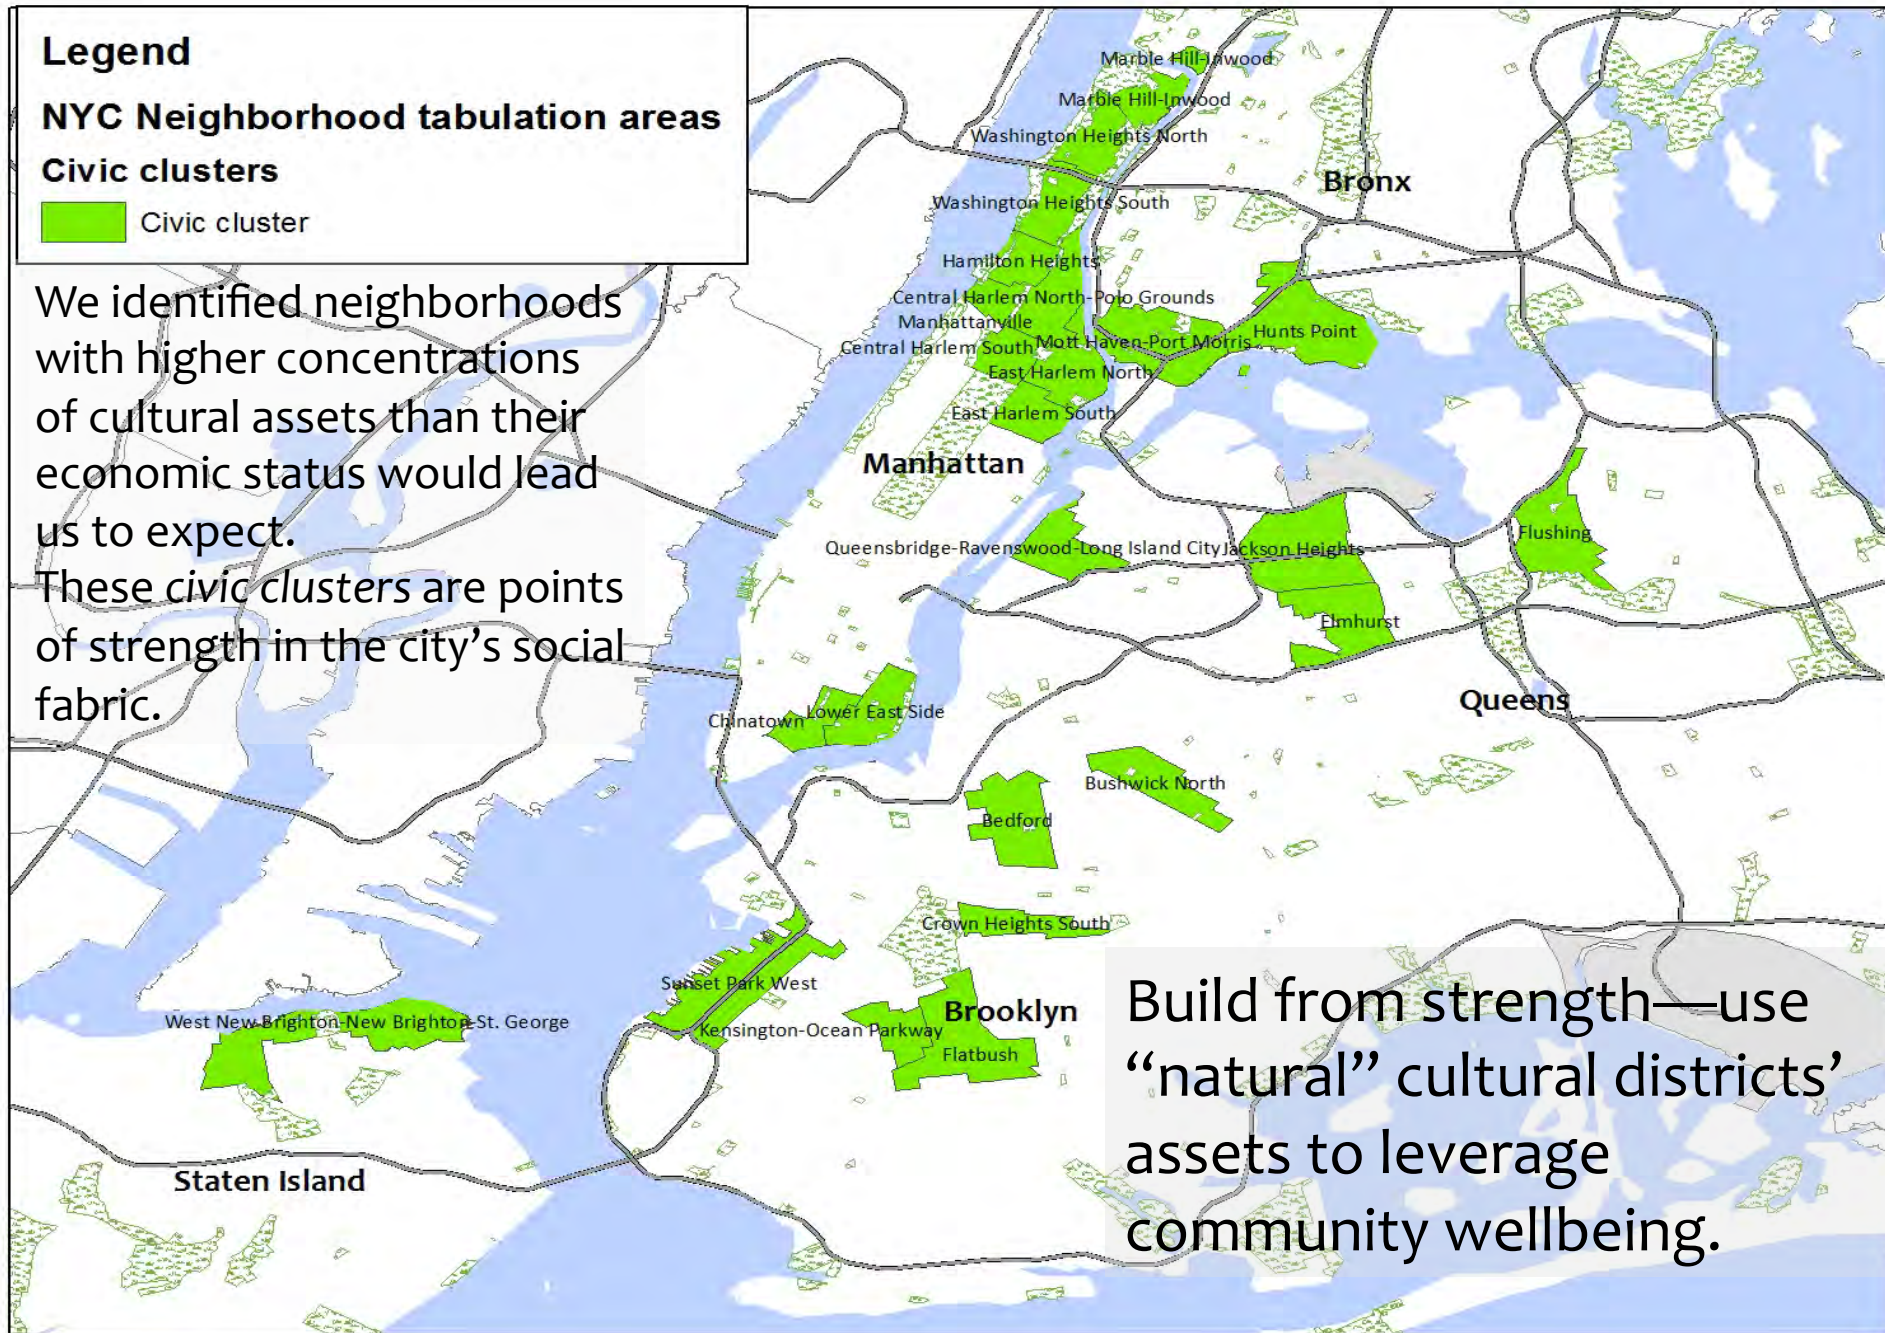 Legend
NYC Neighborhood tabulation areas
Civic clusters
Civic cluster
We identified neighborhoods
with higher concentrations
of cultural assets than their
economic status would lead
us to expect.
These civic clusters are points
of strength in the city’s social
fabric.
Marble Hill-Inwood
Marble Hill-Inwood
Washington Heights North
Bronx
Washington Heights South
Hamilton Heights
Central Harlem North-Polo Grounds
Manhattanville
Hunts Point
Central Harlem South
Mott Haven-Port Morris
East Harlem North
East Harlem South
Manhattan
Flushing
Queensbridge-Ravenswood-Long Island City
Jackson Heights
Elmhurst
Queens
Chinatown
Lower East Side
Bushwick North
Bedford
Crown Heights South
Sunset Park West
Brooklyn
West New Brighton-New Brighton-St. George
Kensington-Ocean Parkway
Flatbush
Staten Island
Build from strength—use
“natural” cultural districts’
assets to leverage
community wellbeing.